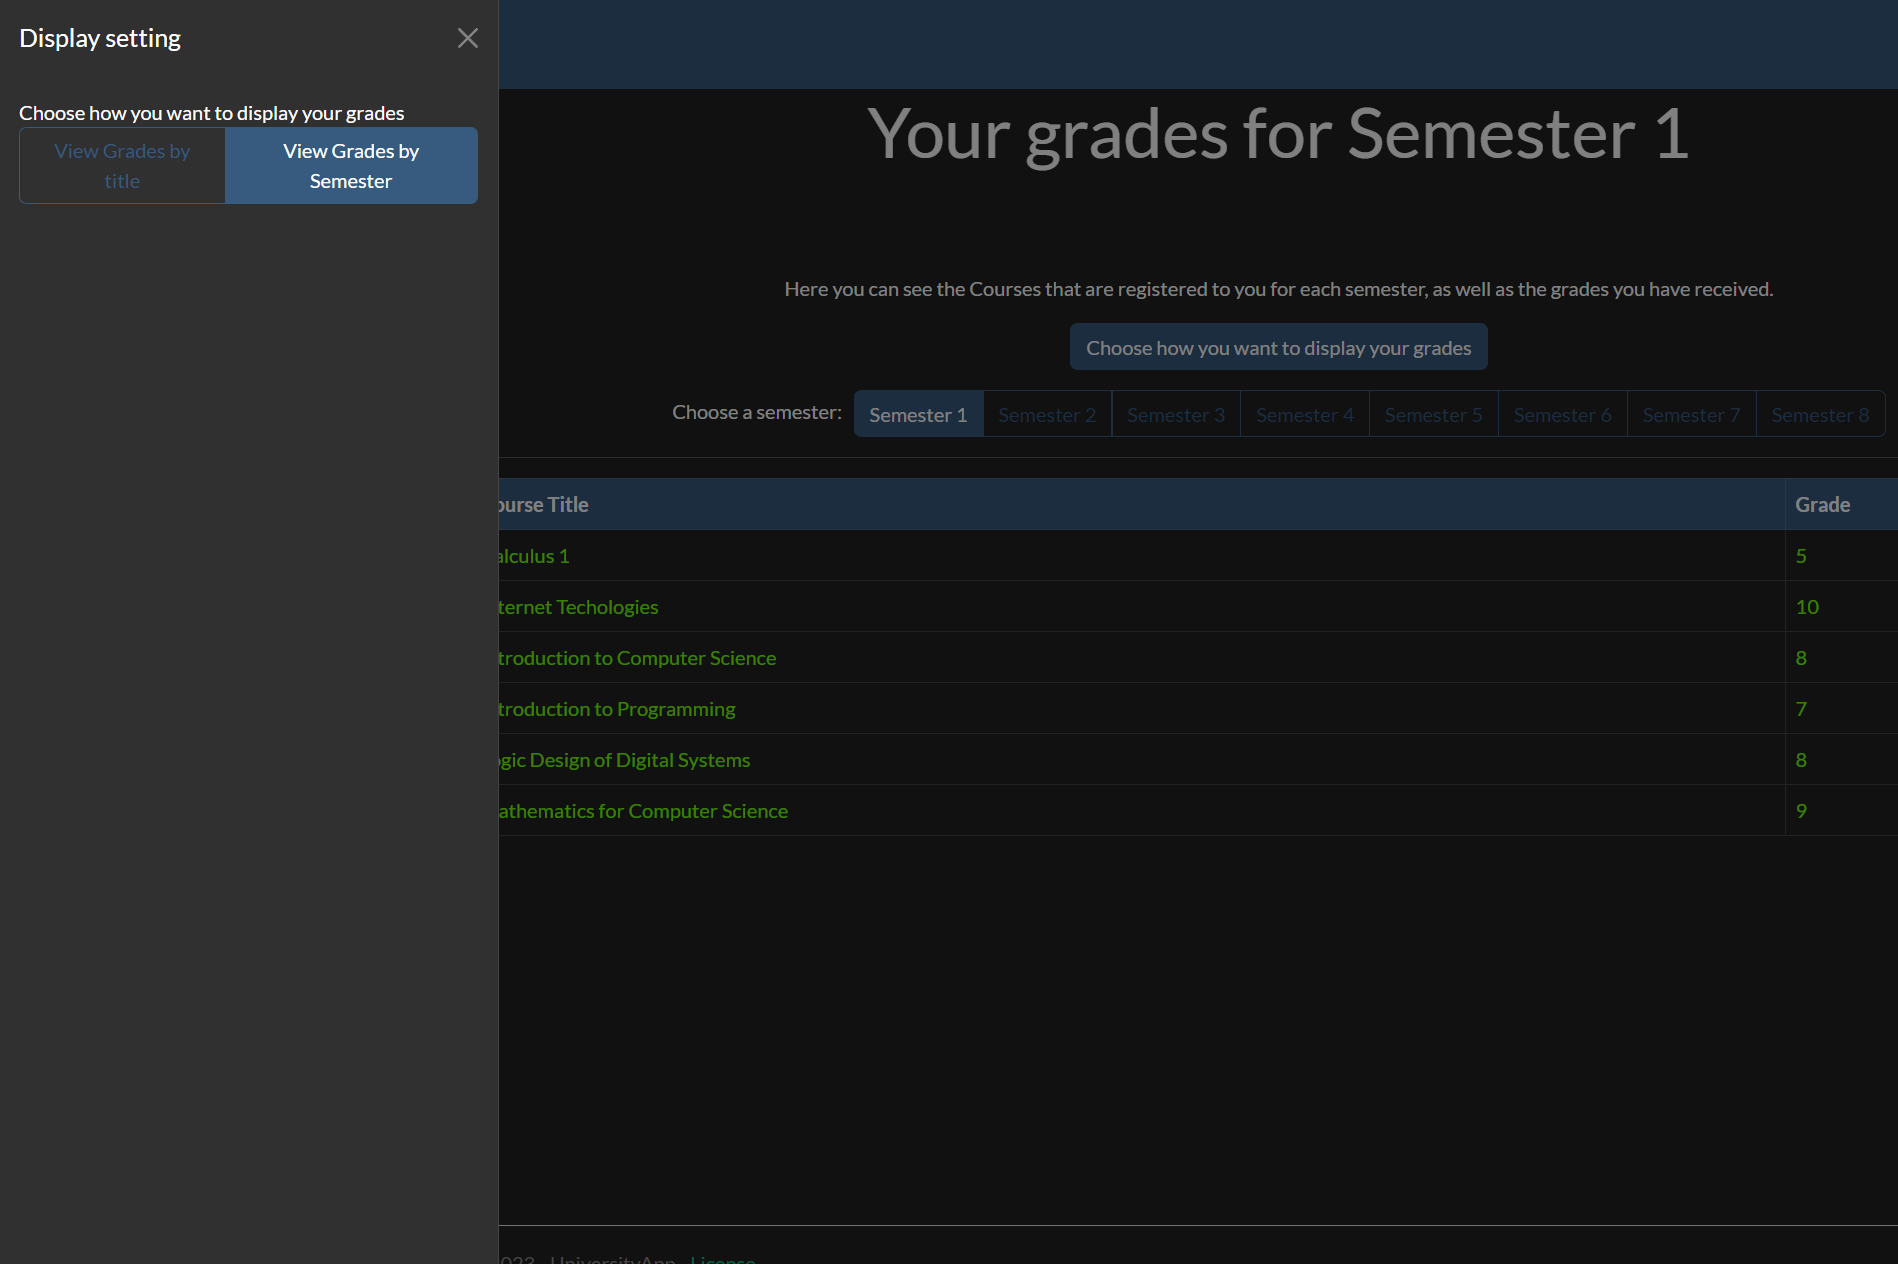 Display setting
Choose how you want to display your grades
View Grades by
title
View Grades by
Semester
Your grades for Semester 1
Here you can see the Courses that are registered to you for each semester, as well as the grades you have received.
Choose how you want to display your grades
Choose a semester: Semester 1 Semester 2 Semester 3 Semester 4 Semester 5 Semester 6 Semester 7 Semester 8
ourse Title Grade
alculus 1 5
ternet Techologies 10
troduction to Computer Science 8
troduction to Programming 7
gic Design of Digital Systems 8
athematics for Computer Science 9
023 - UniversityApp - License